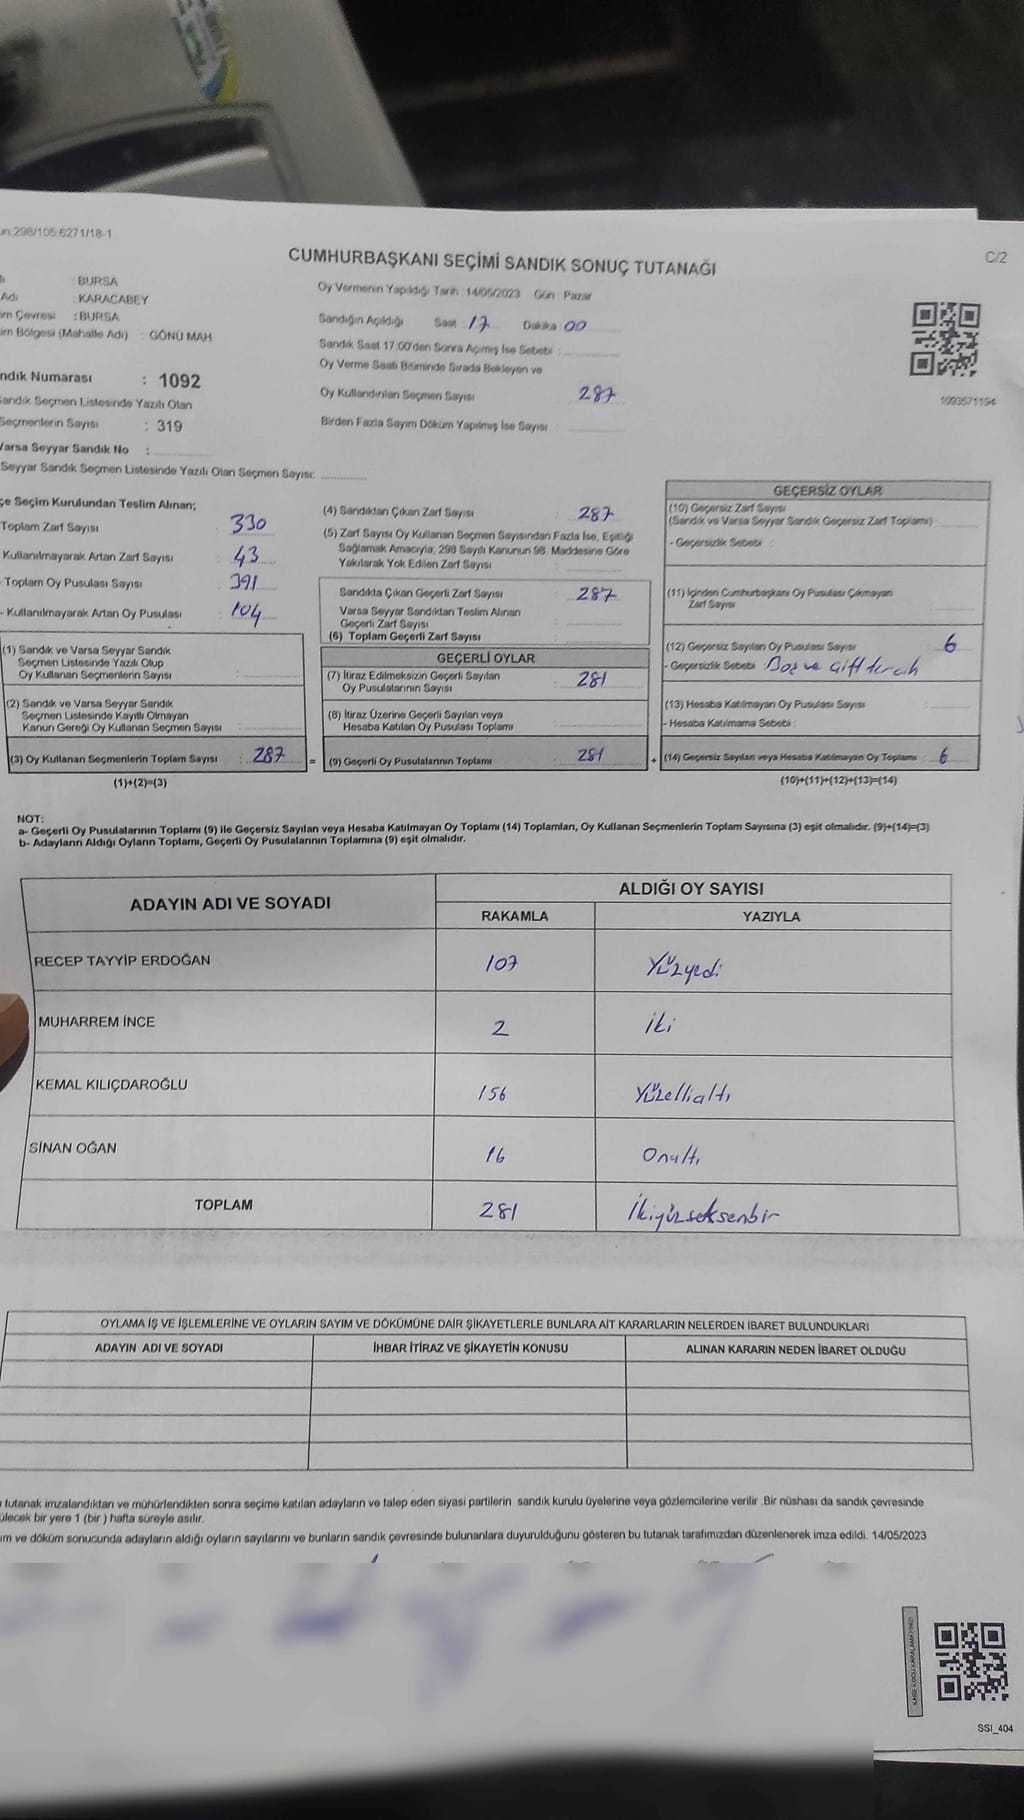 298/105;6271/18-1
C/2
CUMHURBAŞKANI SEÇİMİ SANDIK SONUÇ TUTANAĞI
: BURSA
Adı : KARACABEY
im Çevresi : BURSA
im Bölgesi (Mahalle Adı) : GÖNÜ MAH
ndık Numarası : 1092
Sandık Seçmen Listesinde Yazılı Olan
Seçmenlerin Sayısı : 319
Varsa Seyyar Sandık No :
Seyyar Sandık Seçmen Listesinde Yazılı Olan Seçmen Sayısı:
Oy Vermenin Yapıldığı Tarih :14/05/2023 Gün Pazar
Sandığın Açıldığı Saat : 17 Dakika 00
Sandık Saat 17:00'den Sonra Açımış İse Sebebi :
Oy Verme Saati Bitiminde Sırada Bekleyen ve
Oy Kullandırılan Seçmen Sayısı 287
Birden Fazla Sayım Döküm Yapılmış İse Sayısı :
1093571194
çe Seçim Kurulundan Teslim Alınan;
Toplam Zarf Sayısı : 330
Kullanılmayarak Artan Zarf Sayısı : 43
- Toplam Oy Pusulası Sayısı : 391
- Kullanılmayarak Artan Oy Pusulası : 104
(1) Sandık ve Varsa Seyyar Sandık
Seçmen Listesinde Yazılı Olup
Oy Kullanan Seçmenlerin Sayısı :
(2) Sandık ve Varsa Seyyar Sandık
Seçmen Listesinde Kayıtlı Olmayan
Kanun Gereği Oy Kullanan Seçmen Sayısı :
(3) Oy Kullanan Seçmenlerin Toplam Sayısı : 287
(1)+(2)=(3)
(4) Sandıktan Çıkan Zarf Sayısı : 287
(5) Zarf Sayısı Oy Kullanan Seçmen Sayısından Fazla İse, Eşitliği
Sağlamak Amacıyla, 298 Sayılı Kanunun 98. Maddesine Göre
Yakılarak Yok Edilen Zarf Sayısı
Sandıkta Çıkan Geçerli Zarf Sayısı : 287
Varsa Seyyar Sandıktan Teslim Alınan
Geçerli Zarf Sayısı
(6) Toplam Geçerli Zarf Sayısı
GEÇERLİ OYLAR
(7) İtiraz Edilmeksizin Geçerli Sayılan
Oy Pusulalarının Sayısı : 281
(8) İtiraz Üzerine Geçerli Sayılan veya
Hesaba Katılan Oy Pusulası Toplamı
= (9) Geçerli Oy Pusulalarının Toplamı : 281
GEÇERSİZ OYLAR
(10) Geçersiz Zarf Sayısı
(Sandık ve Varsa Seyyar Sandık Geçersiz Zarf Toplamı)
- Geçersizlik Sebebi :
(11) İçinden Cumhurbaşkanı Oy Pusulası Çıkmayan
Zarf Sayısı
(12) Geçersiz Sayılan Oy Pusulası Sayısı 6
- Geçersizlik Sebebi : Boş ve çift tercih
(13) Hesaba Katılmayan Oy Pusulası Sayısı
- Hesaba Katılmama Sebebi :
+ (14) Geçersiz Sayılan veya Hesaba Katılmayan Oy Toplamı : 6
(10)+(11)+(12)+(13)=(14)
NOT:
a- Geçerli Oy Pusulalarının Toplamı (9) ile Geçersiz Sayılan veya Hesaba Katılmayan Oy Toplamı (14) Toplamları, Oy Kullanan Seçmenlerin Toplam Sayısına (3) eşit olmalıdır. (9)+(14)=(3)
b- Adayların Aldığı Oyların Toplamı, Geçerli Oy Pusulalarının Toplamına (9) eşit olmalıdır.
ADAYIN ADI VE SOYADI ALDIĞI OY SAYISI
RAKAMLA YAZIYLA
RECEP TAYYİP ERDOĞAN 107 Yüzyedi
MUHARREM İNCE 2 İki
KEMAL KILIÇDAROĞLU 156 Yüzellialtı
SİNAN OĞAN 16 Onaltı
TOPLAM 281 İkiyüzseksenbir
OYLAMA İŞ VE İŞLEMLERİNE VE OYLARIN SAYIM VE DÖKÜMÜNE DAİR ŞİKAYETLERLE BUNLARA AİT KARARLARIN NELERDEN İBARET BULUNDUKLARI
ADAYIN ADI VE SOYADI İHBAR İTİRAZ VE ŞİKAYETİN KONUSU ALINAN KARARIN NEDEN İBARET OLDUĞU
tutanak imzalandıktan ve mühürlendikten sonra seçime katılan adayların ve talep eden siyasi partilerin sandık kurulu üyelerine veya gözlemcilerine verilir .Bir nüshası da sandık çevresinde
ülecek bir yere 1 (bir ) hafta süreyle asılır.
ım ve döküm sonucunda adayların aldığı oyların sayılarını ve bunların sandık çevresinde bulunanlara duyurulduğunu gösteren bu tutanak tarafımızdan düzenlenerek imza edildi. 14/05/2023
SSI_404